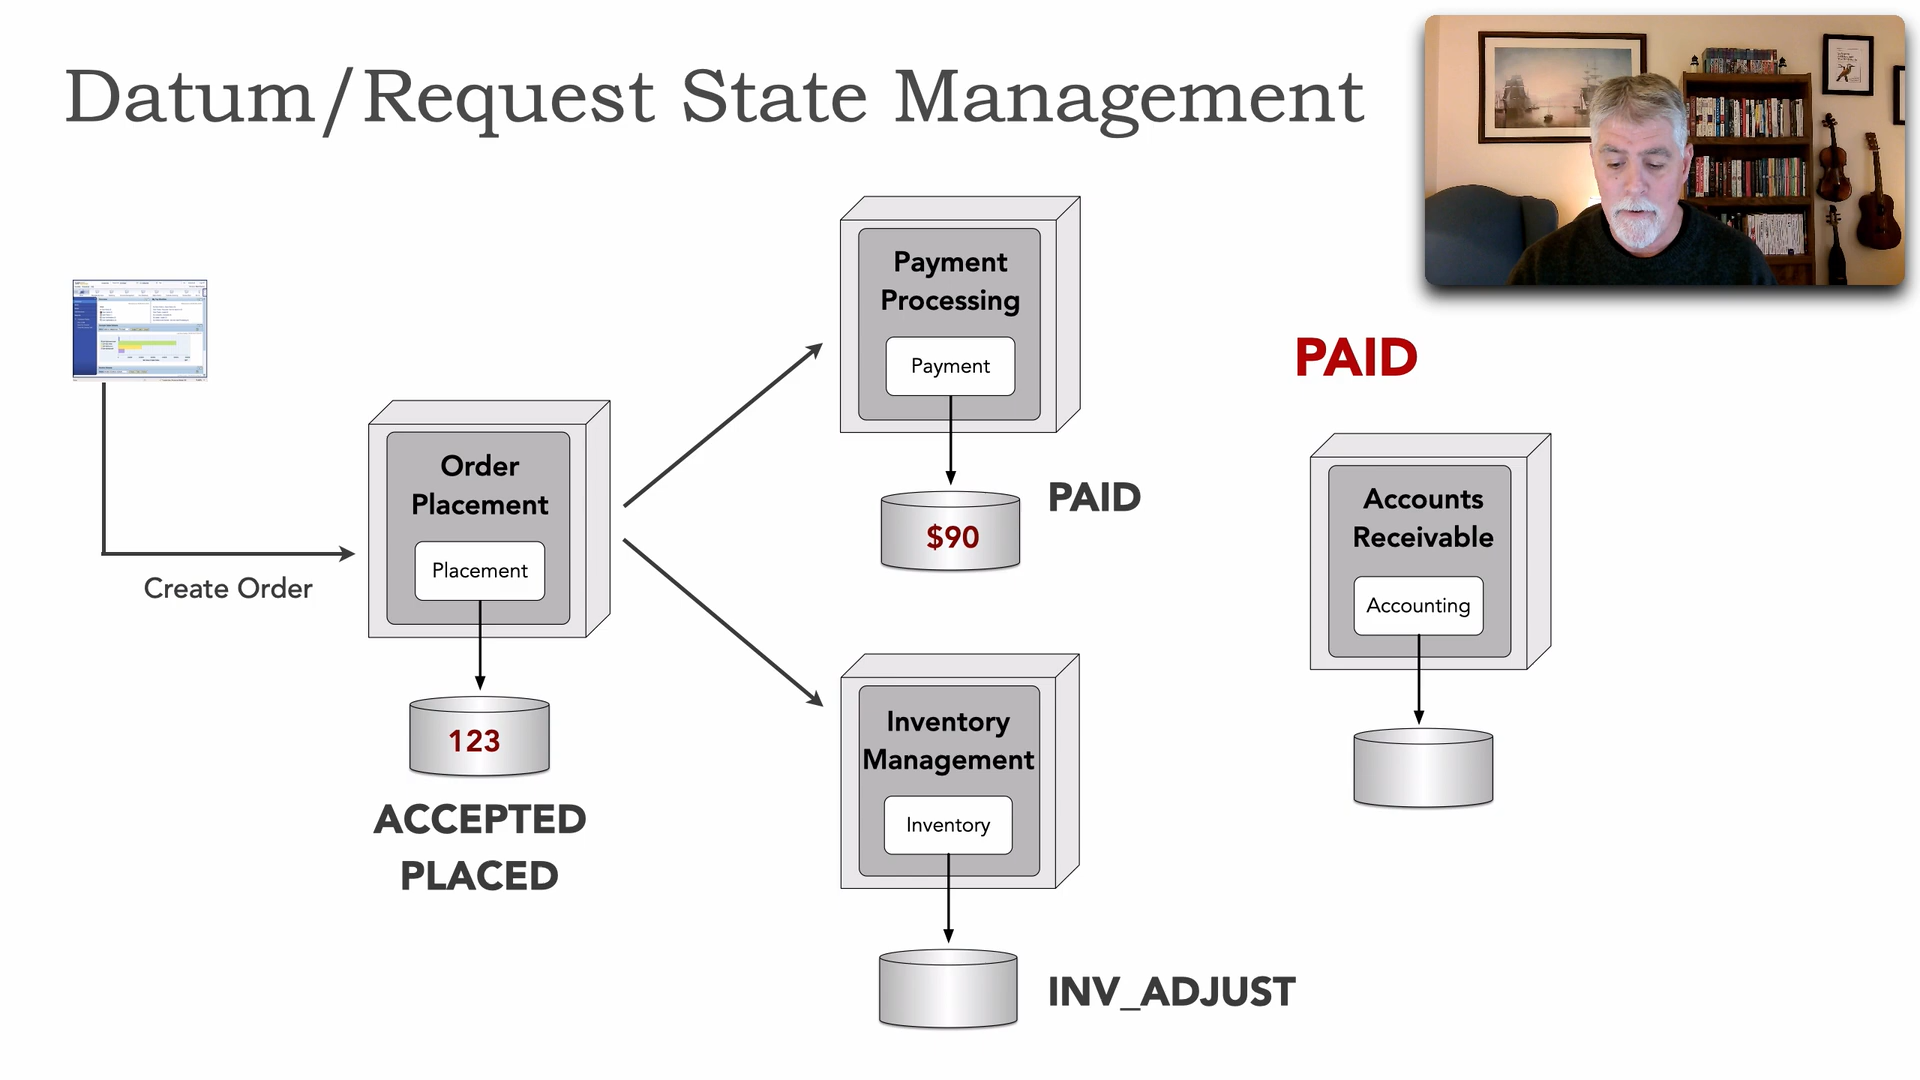 Datum/Request State Management
Create Order
Order
Placement
Placement
123
ACCEPTED
PLACED
Payment
Processing
Payment
$90
PAID
Inventory
Management
Inventory
INV_ADJUST
PAID
Accounts
Receivable
Accounting